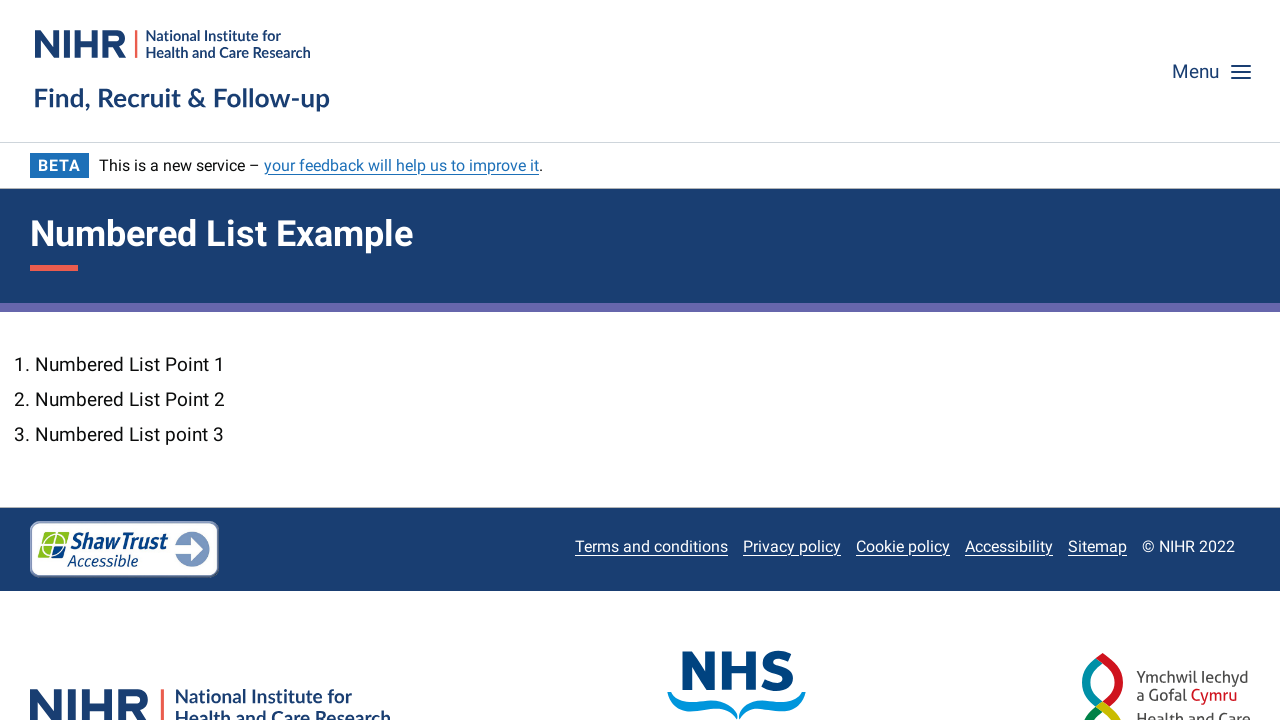 NIHR National Institute for
Health and Care Research
Find, Recruit & Follow-up
Menu
BETA This is a new service – your feedback will help us to improve it.
Numbered List Example
1. Numbered List Point 1
2. Numbered List Point 2
3. Numbered List point 3
Shaw Trust
Accessible
Terms and conditions Privacy policy Cookie policy Accessibility Sitemap © NIHR 2022
NIHR National Institute for
Health and Care Research
NHS
Ymchwil Iechyd
a Gofal Cymru
Health and Care